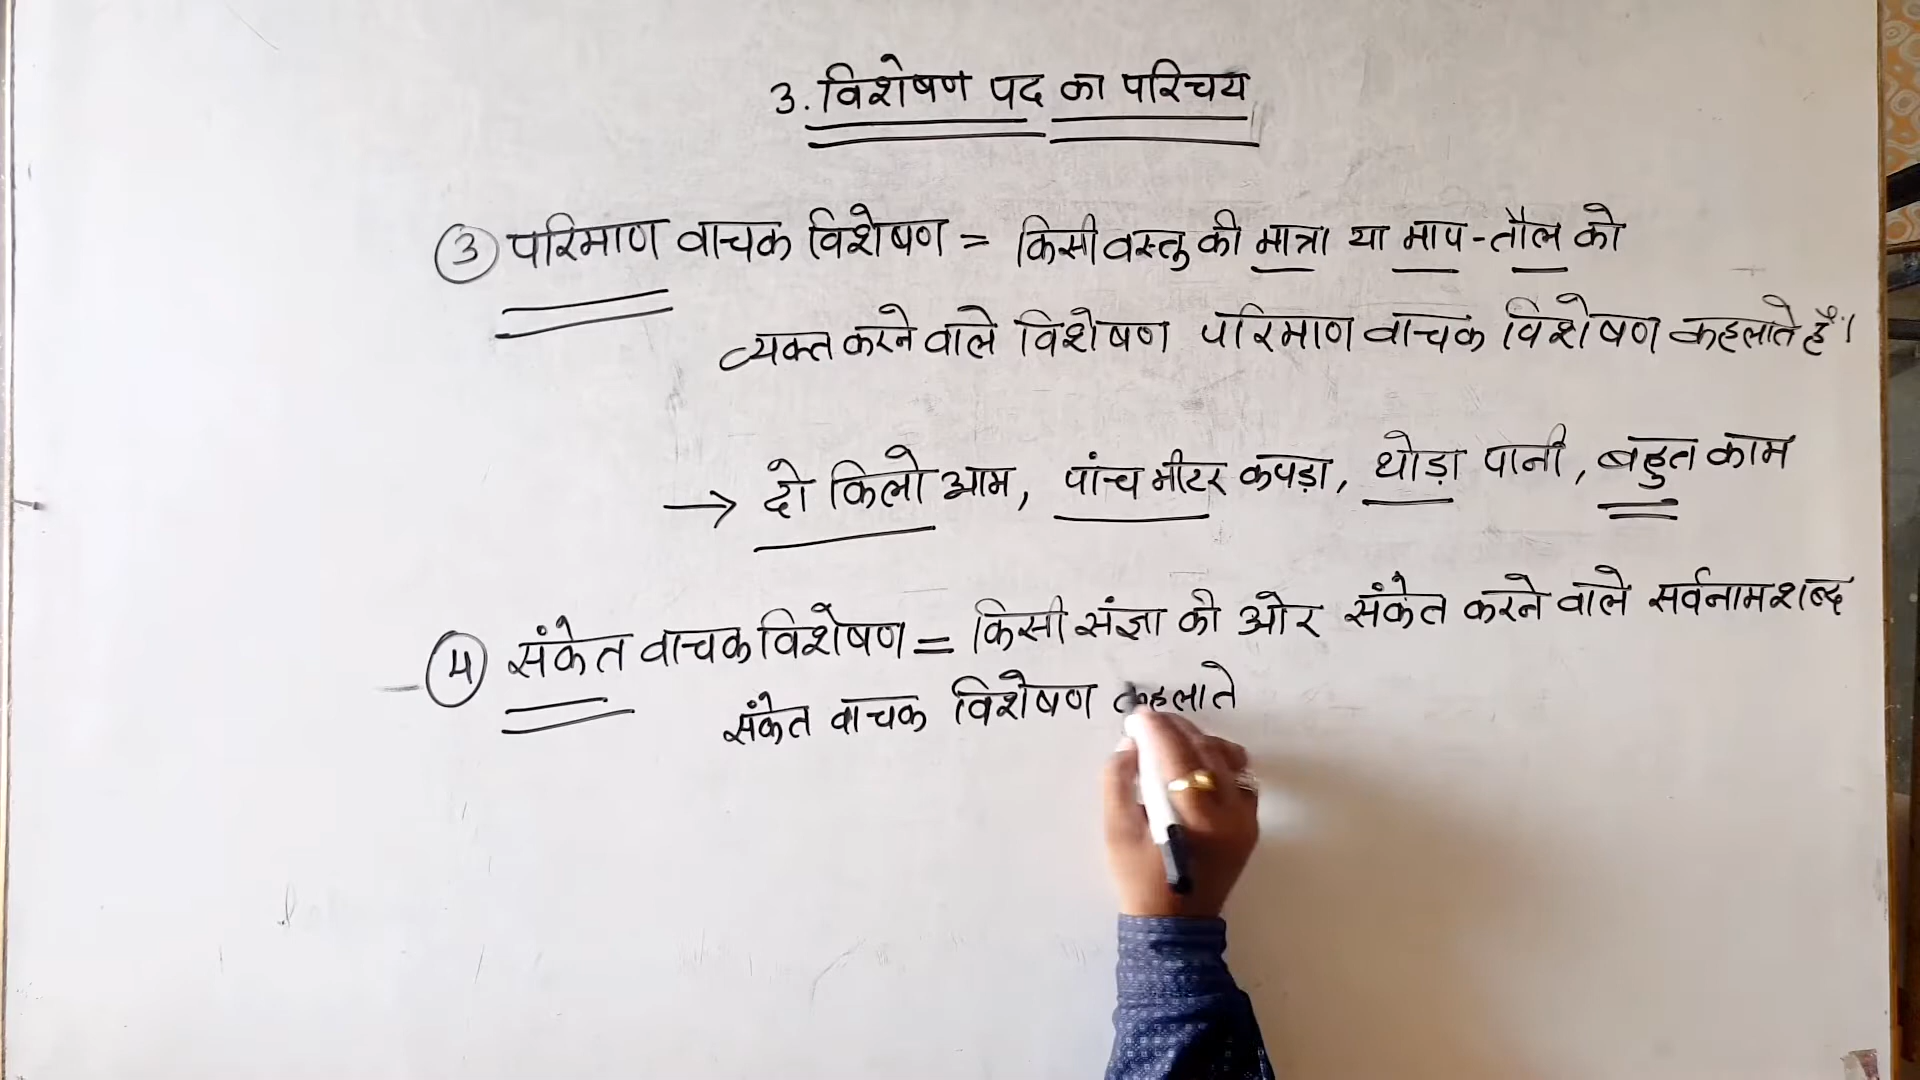 3. विशेषण पद का परिचय
③ परिमाण वाचक विशेषण = किसी वस्तु की मात्रा या माप-तौल को
व्यक्त करने वाले विशेषण परिमाण वाचक विशेषण कहलाते हैं।
→ दो किलो आम, पांच मीटर कपड़ा, थोड़ा पानी, बहुत काम
④ संकेत वाचक विशेषण = किसी संज्ञा की ओर संकेत करने वाले सर्वनाम शब्द
संकेत वाचक विशेषण कहलाते